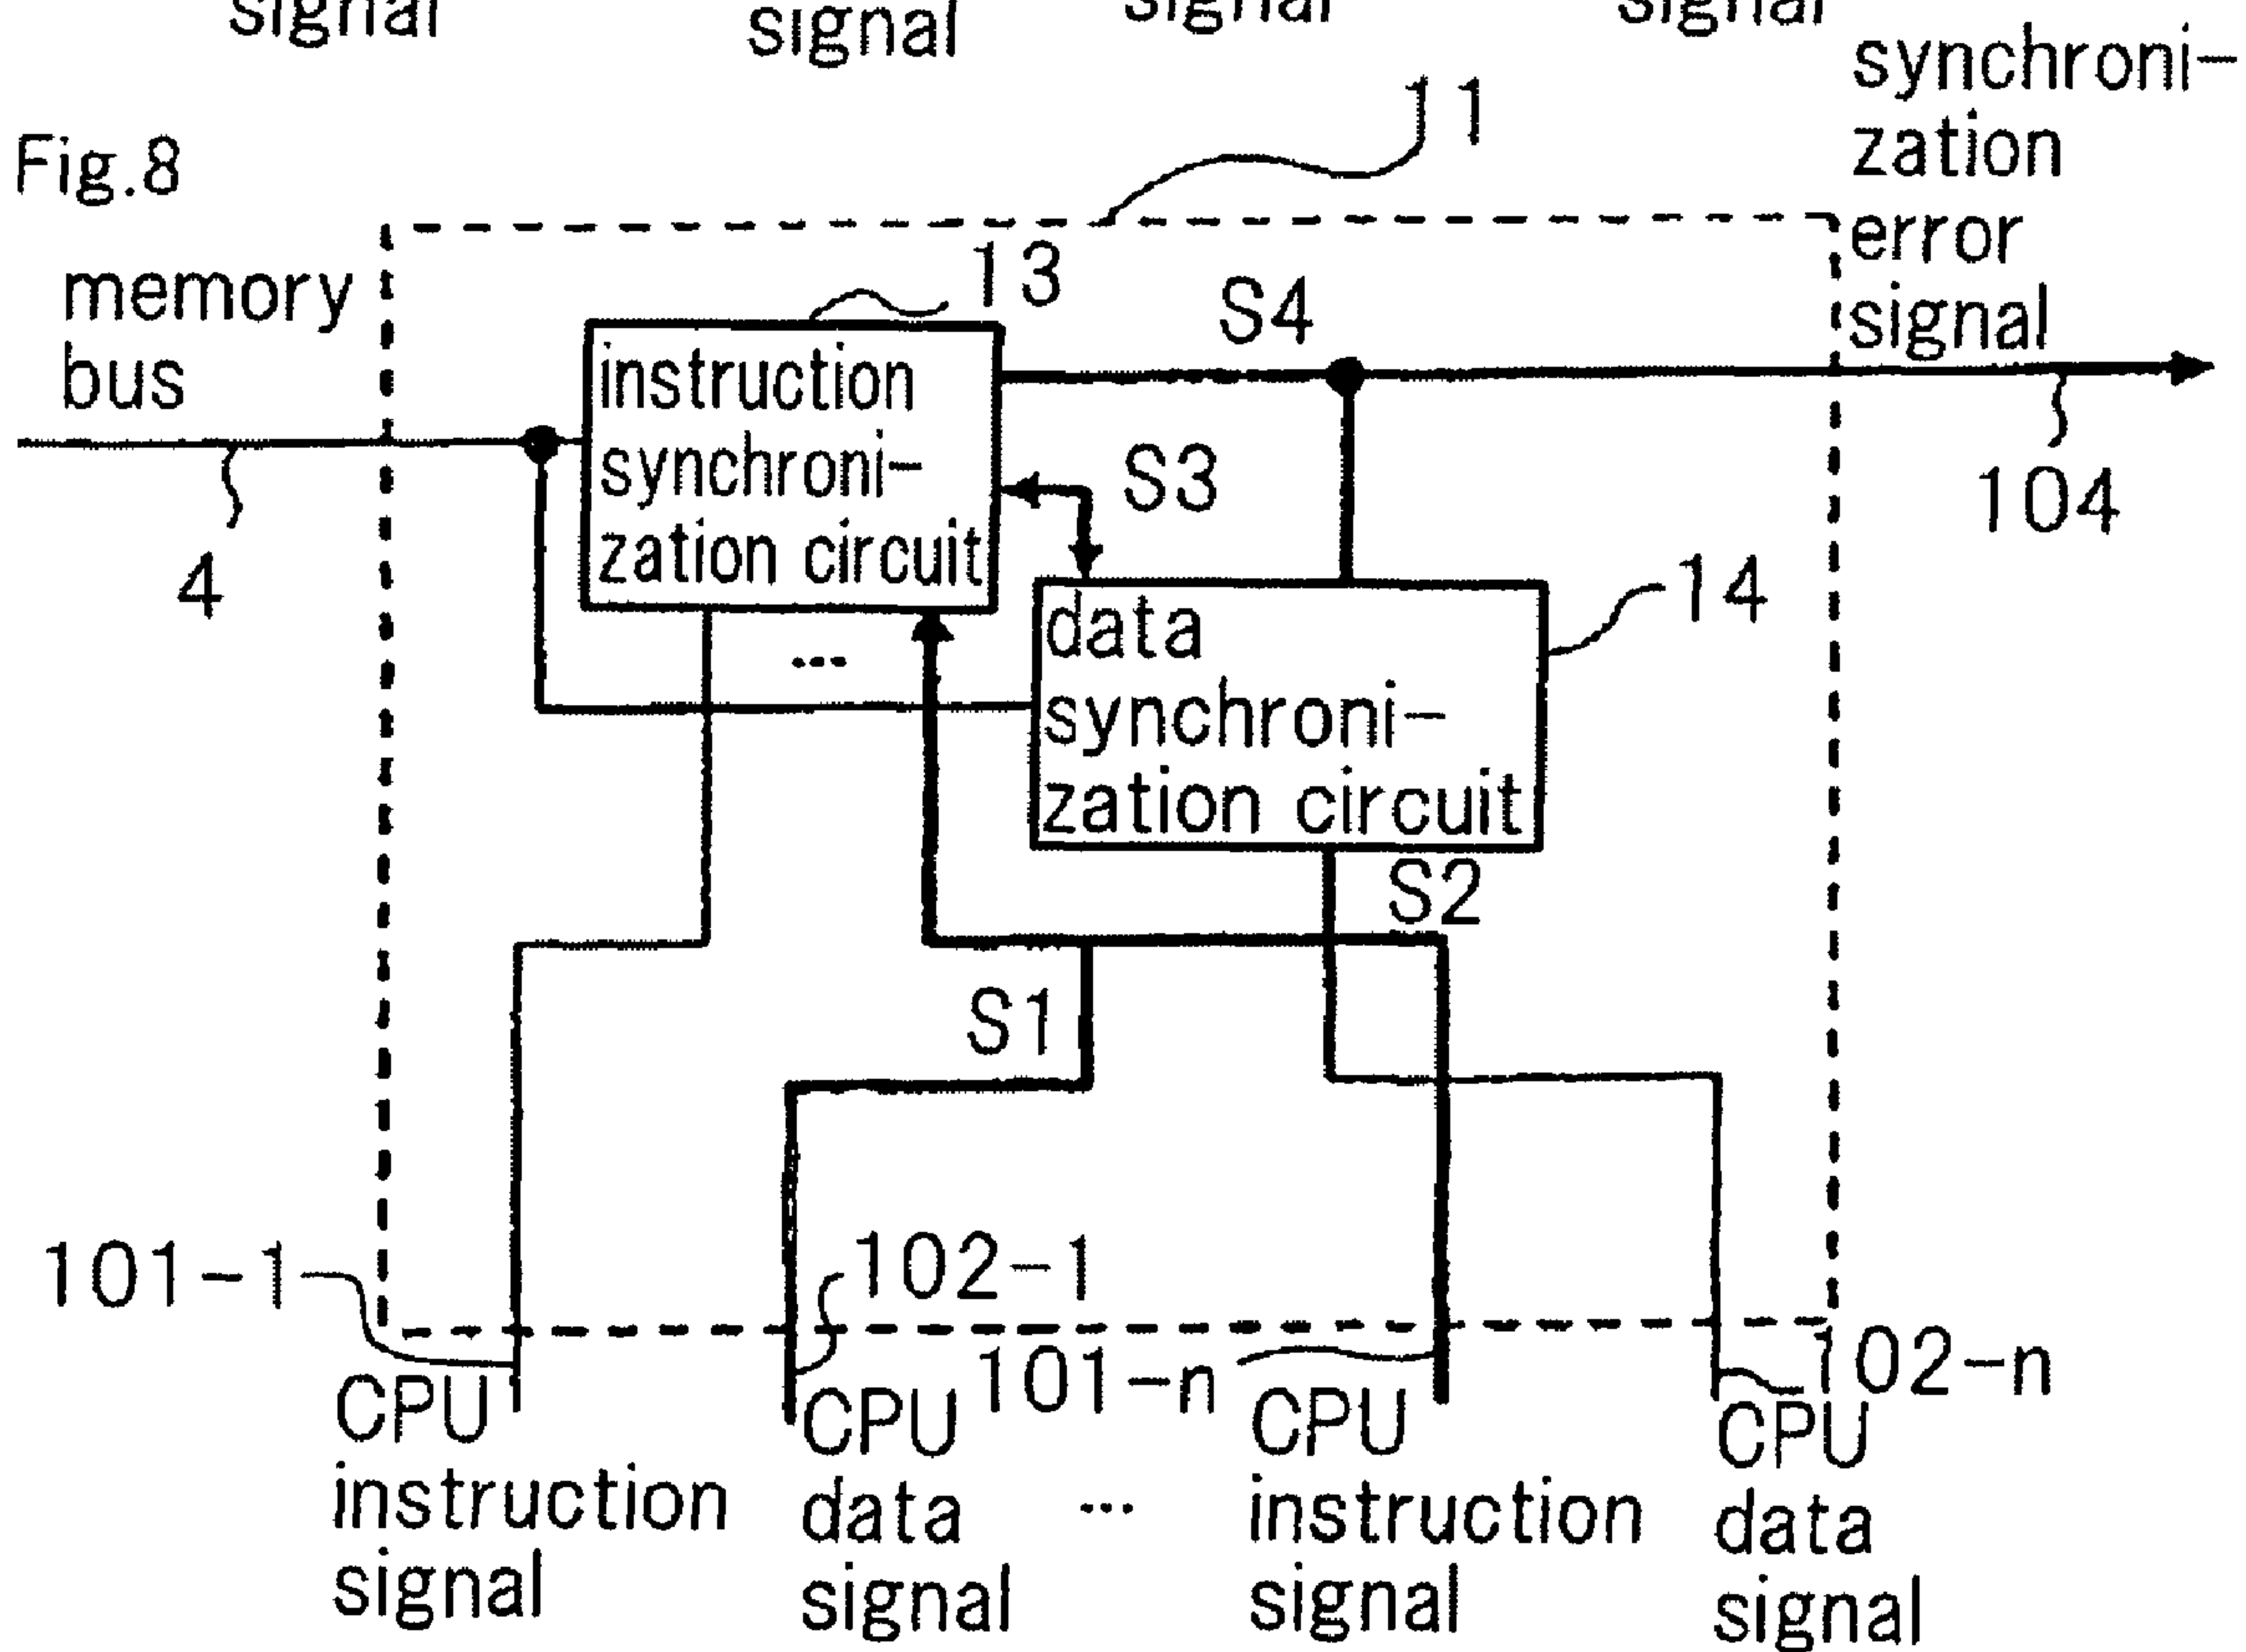 signal
signal
signal
signal
synchroni-
zation
error
signal
Fig.8
11
memory
bus
13
S4
instruction
synchroni-
zation circuit
S3
104
4
14
data
synchroni-
zation circuit
...
S2
S1
101-1
102-1
101-n
102-n
CPU
instruction
signal
CPU
data
signal
...
CPU
instruction
signal
CPU
data
signal